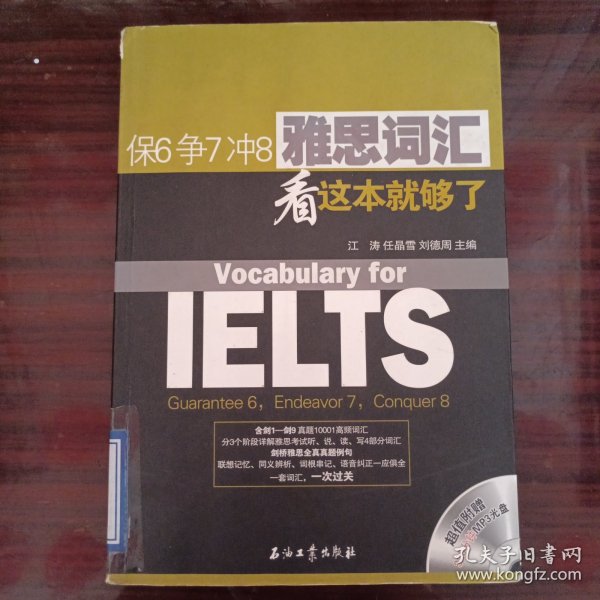 保6争7冲8雅思词汇
看这本就够了
江 涛 任晶雪 刘德周 主编
Vocabulary for
IELTS
Guarantee 6，Endeavor 7，Conquer 8
含剑1—剑9真题10001高频词汇
分3个阶段详解雅思考试听、说、读、写4部分词汇
剑桥雅思全真真题例句
联想记忆、同义辨析、词根串记、语音纠正一应俱全
一套词汇，一次过关
超值附赠
MP3光盘
石油工业出版社
孔夫子旧书网
www.kongfz.com